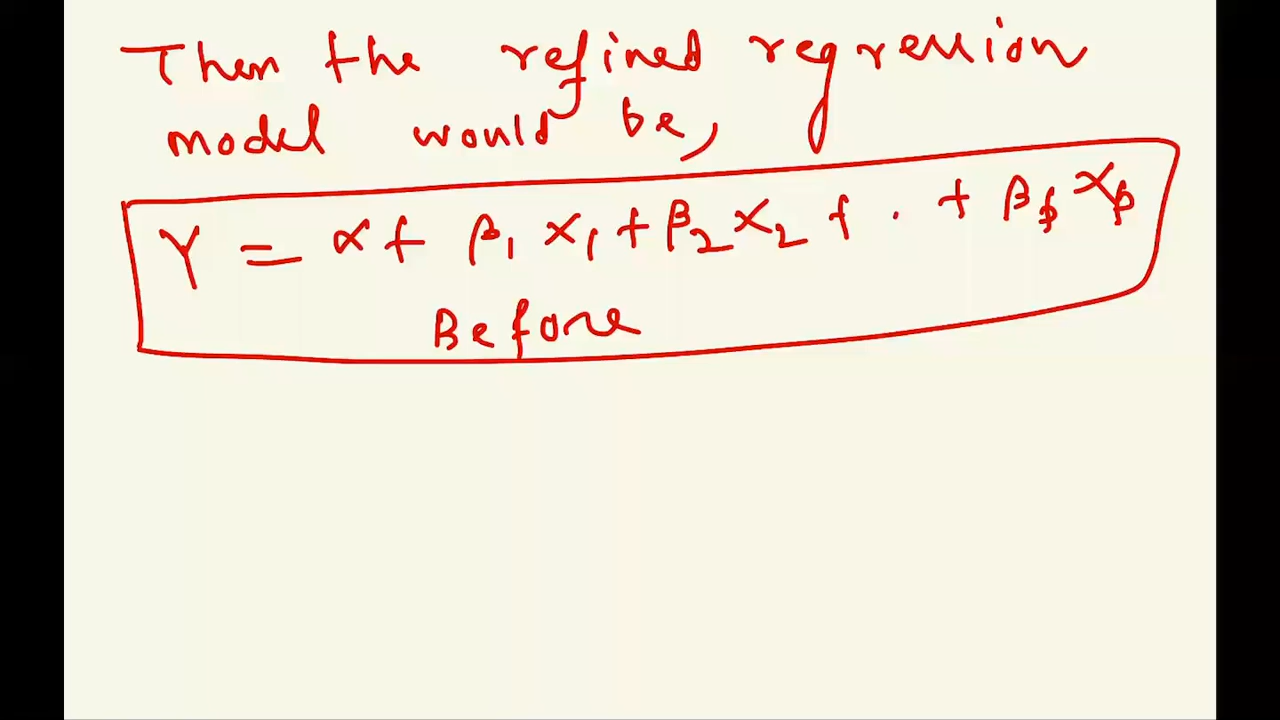 Then the refined regression
model would be,
Y = α + β₁ X₁ + β₂ X₂ + . + βₚ Xₚ
Before